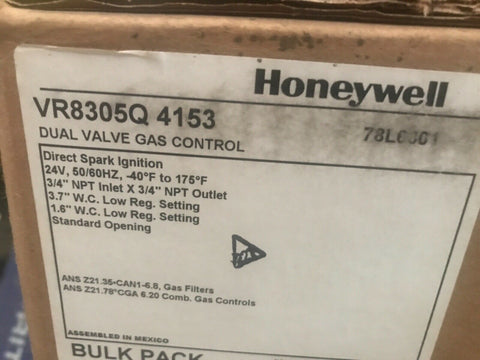 Honeywell
VR8305Q 4153
DUAL VALVE GAS CONTROL
Direct Spark Ignition
24V, 50/60HZ, -40°F to 175°F
3/4" NPT Inlet X 3/4" NPT Outlet
3.7" W.C. Low Reg. Setting
1.6" W.C. Low Reg. Setting
Standard Opening
ANS Z21.35•CAN1-6.8, Gas Filters
ANS Z21.78*CGA 6.20 Comb. Gas Controls
ASSEMBLED IN MEXICO
BULK PACK